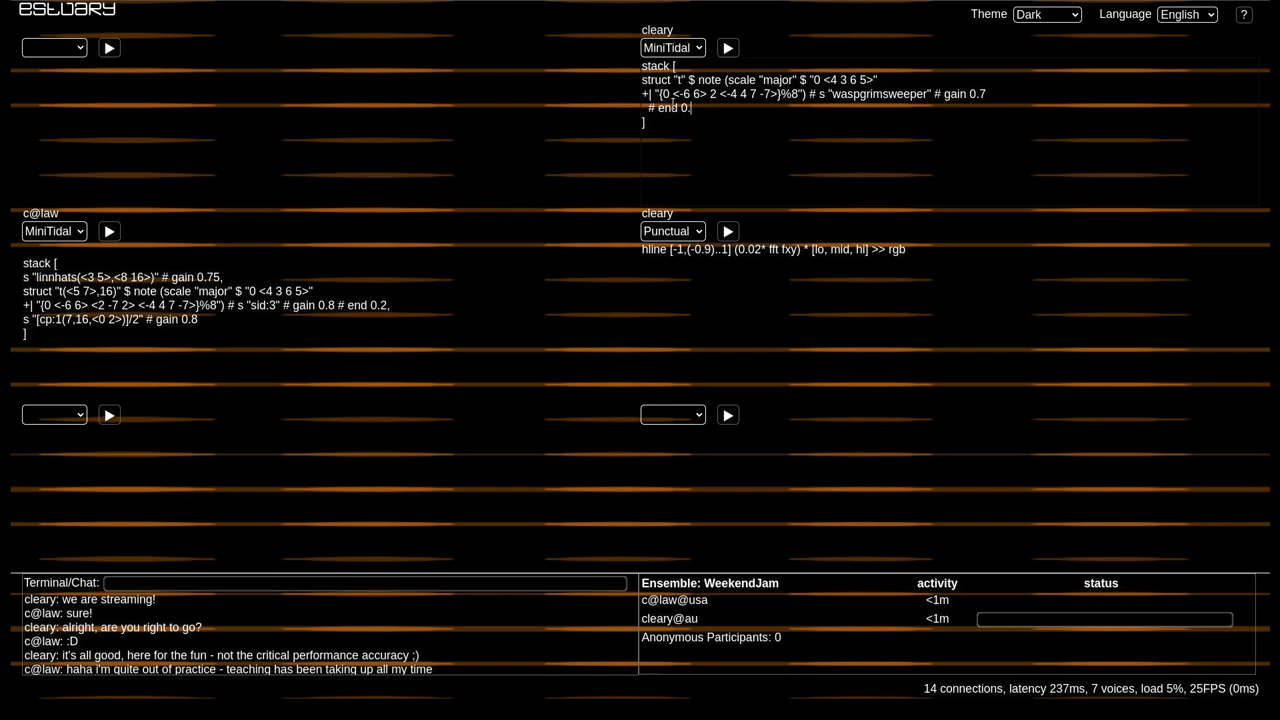 estuary
Theme Dark Language English ?
cleary
MiniTidal
stack [
struct "t" $ note (scale "major" $ "0 <4 3 6 5>"
+| "{0 <-6 6> 2 <-4 4 7 -7>}%8") # s "waspgrimsweeper" # gain 0.7
# end 0.
]
c@law
MiniTidal
stack [
s "linnhats(<3 5>,<8 16>)" # gain 0.75,
struct "t(<5 7>,16)" $ note (scale "major" $ "0 <4 3 6 5>"
+| "{0 <-6 6> <2 -7 2> <-4 4 7 -7>}%8") # s "sid:3" # gain 0.8 # end 0.2,
s "[cp:1(7,16,<0 2>)]/2" # gain 0.8
]
cleary
Punctual
hline [-1,(-0.9)..1] (0.02* fft fxy) * [lo, mid, hi] >> rgb
Terminal/Chat:
cleary: we are streaming!
c@law: sure!
cleary: alright, are you right to go?
c@law: :D
cleary: it's all good, here for the fun - not the critical performance accuracy ;)
c@law: haha i'm quite out of practice - teaching has been taking up all my time
Ensemble: WeekendJam activity status
c@law@usa <1m
cleary@au <1m
Anonymous Participants: 0
14 connections, latency 237ms, 7 voices, load 5%, 25FPS (0ms)